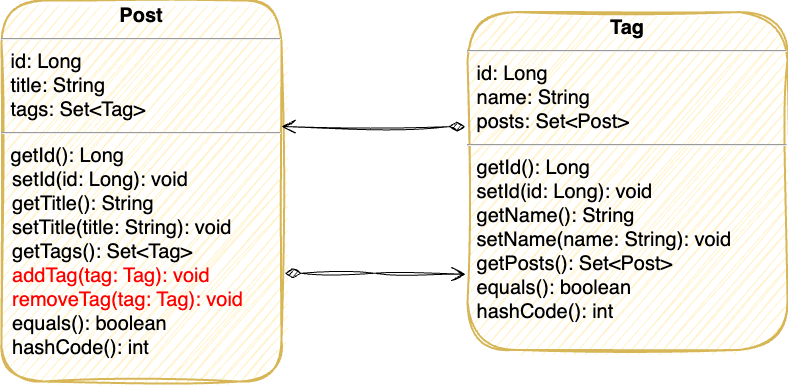 Post
id: Long
title: String
tags: Set<Tag>
getId(): Long
setId(id: Long): void
getTitle(): String
setTitle(title: String): void
getTags(): Set<Tag>
addTag(tag: Tag): void
removeTag(tag: Tag): void
equals(): boolean
hashCode(): int
Tag
id: Long
name: String
posts: Set<Post>
getId(): Long
setId(id: Long): void
getName(): String
setName(name: String): void
getPosts(): Set<Post>
equals(): boolean
hashCode(): int